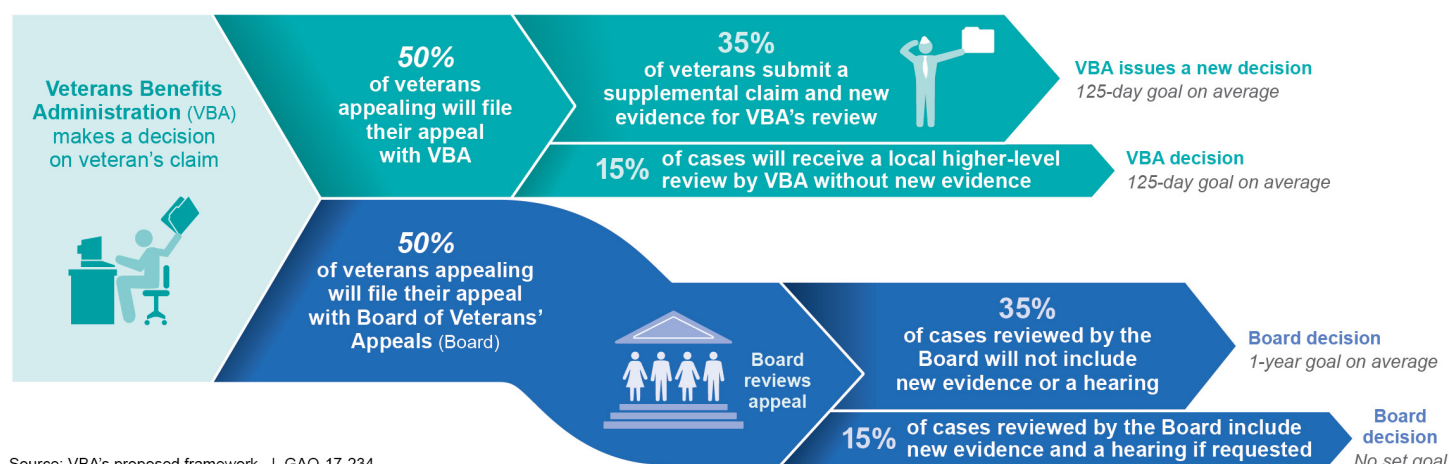 Veterans Benefits
Administration (VBA)
makes a decision
on veteran's claim
50%
of veterans
appealing will file
their appeal
with VBA
35%
of veterans submit a
supplemental claim and new
evidence for VBA's review
VBA issues a new decision
125-day goal on average
15%
of cases will receive a local higher-level
review by VBA without new evidence
VBA decision
125-day goal on average
50%
of veterans appealing
will file their appeal
with Board of Veterans'
Appeals (Board)
Board
reviews
appeal
35%
of cases reviewed by the
Board will not include
new evidence or a hearing
Board decision
1-year goal on average
15%
of cases reviewed by the Board include
new evidence and a hearing if requested
Board
decision
No set goal
Source: VBA's proposed framework. | GAO-17-234